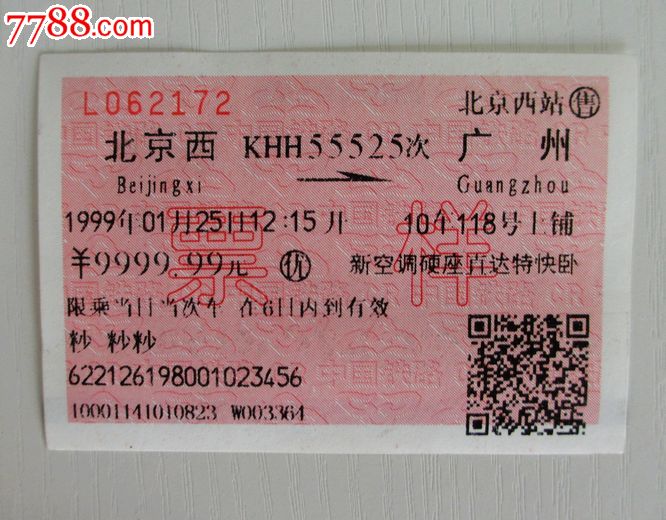 7788.com
L062172 北京西站 售
北京西 KHH55525次 广州
Beijingxi Guangzhou
1999年01月25日12:15开 10车118号上铺
¥9999.99元 优 新空调硬座直达特快卧
票样
限乘当日当次车 在6日内到有效
秒 秒秒
622126198001023456
10001141010823 W003364